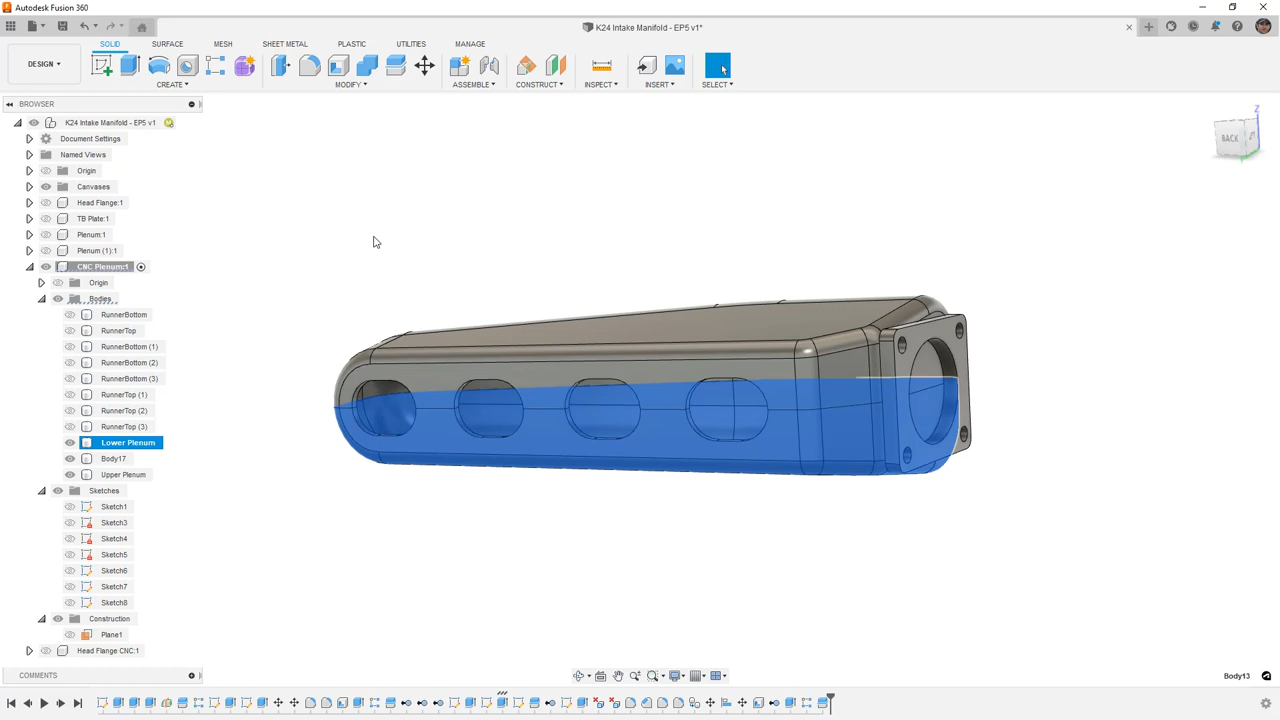 Autodesk Fusion 360
K24 Intake Manifold - EP5 v1*
SOLID SURFACE MESH SHEET METAL PLASTIC UTILITIES MANAGE
DESIGN ▾
CREATE ▾ MODIFY ▾ ASSEMBLE ▾ CONSTRUCT ▾ INSPECT ▾ INSERT ▾ SELECT ▾
BROWSER
K24 Intake Manifold - EP5 v1
Document Settings
Named Views
Origin
Canvases
Head Flange:1
TB Plate:1
Plenum:1
Plenum (1):1
CNC Plenum:1
Origin
Bodies
RunnerBottom
RunnerTop
RunnerBottom (1)
RunnerBottom (2)
RunnerBottom (3)
RunnerTop (1)
RunnerTop (2)
RunnerTop (3)
Lower Plenum
Body17
Upper Plenum
Sketches
Sketch1
Sketch3
Sketch4
Sketch5
Sketch6
Sketch7
Sketch8
Construction
Plane1
Head Flange CNC:1
COMMENTS
Z
BACK
Body13